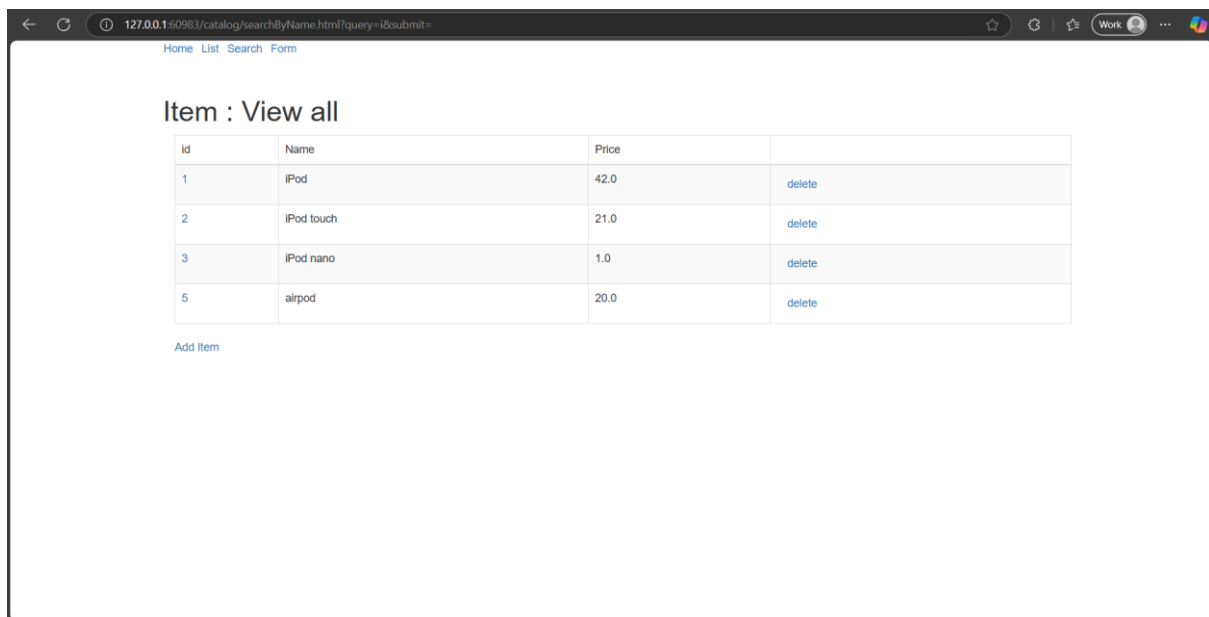 127.0.0.1:60983/catalog/searchByName.html?query=i&submit= Work
Home List Search Form
Item : View all
id Name Price
1 iPod 42.0 delete
2 iPod touch 21.0 delete
3 iPod nano 1.0 delete
5 airpod 20.0 delete
Add Item